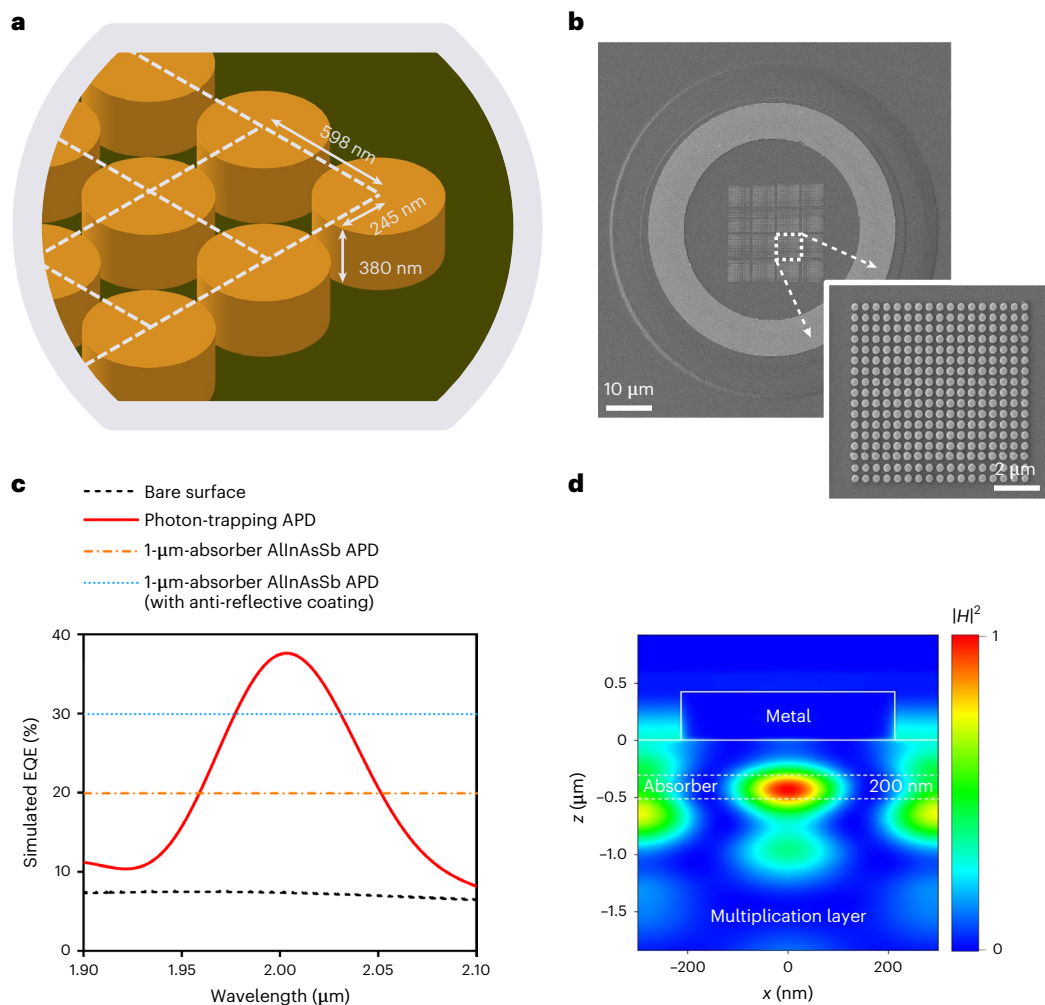 a
598 nm
245 nm
380 nm
b
10 μm
2 μm
c
Bare surface
Photon-trapping APD
1-μm-absorber AlInAsSb APD
1-μm-absorber AlInAsSb APD
(with anti-reflective coating)
40
30
20
10
0
Simulated EQE (%)
1.90
1.95
2.00
2.05
2.10
Wavelength (μm)
d
|H|²
1
0
0.5
0
−0.5
−1.0
−1.5
z (μm)
Metal
Absorber
200 nm
Multiplication layer
−200
0
200
x (nm)